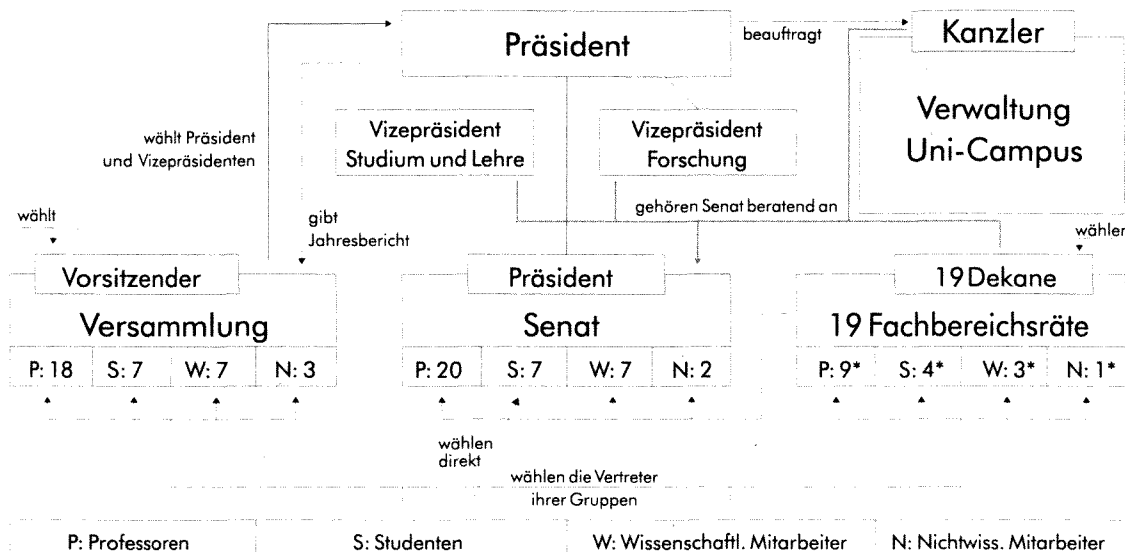 Präsident
beauftragt
Kanzler
Verwaltung
Uni-Campus
Vizepräsident
Studium und Lehre
Vizepräsident
Forschung
wählt Präsident
und Vizepräsidenten
gibt
Jahresbericht
gehören Senat beratend an
wählt
wählen
Vorsitzender
Versammlung
P: 18 S: 7 W: 7 N: 3
Präsident
Senat
P: 20 S: 7 W: 7 N: 2
19 Dekane
19 Fachbereichsräte
P: 9* S: 4* W: 3* N: 1*
wählen
direkt
wählen die Vertreter
ihrer Gruppen
P: Professoren S: Studenten W: Wissenschaftl. Mitarbeiter N: Nichtwiss. Mitarbeiter